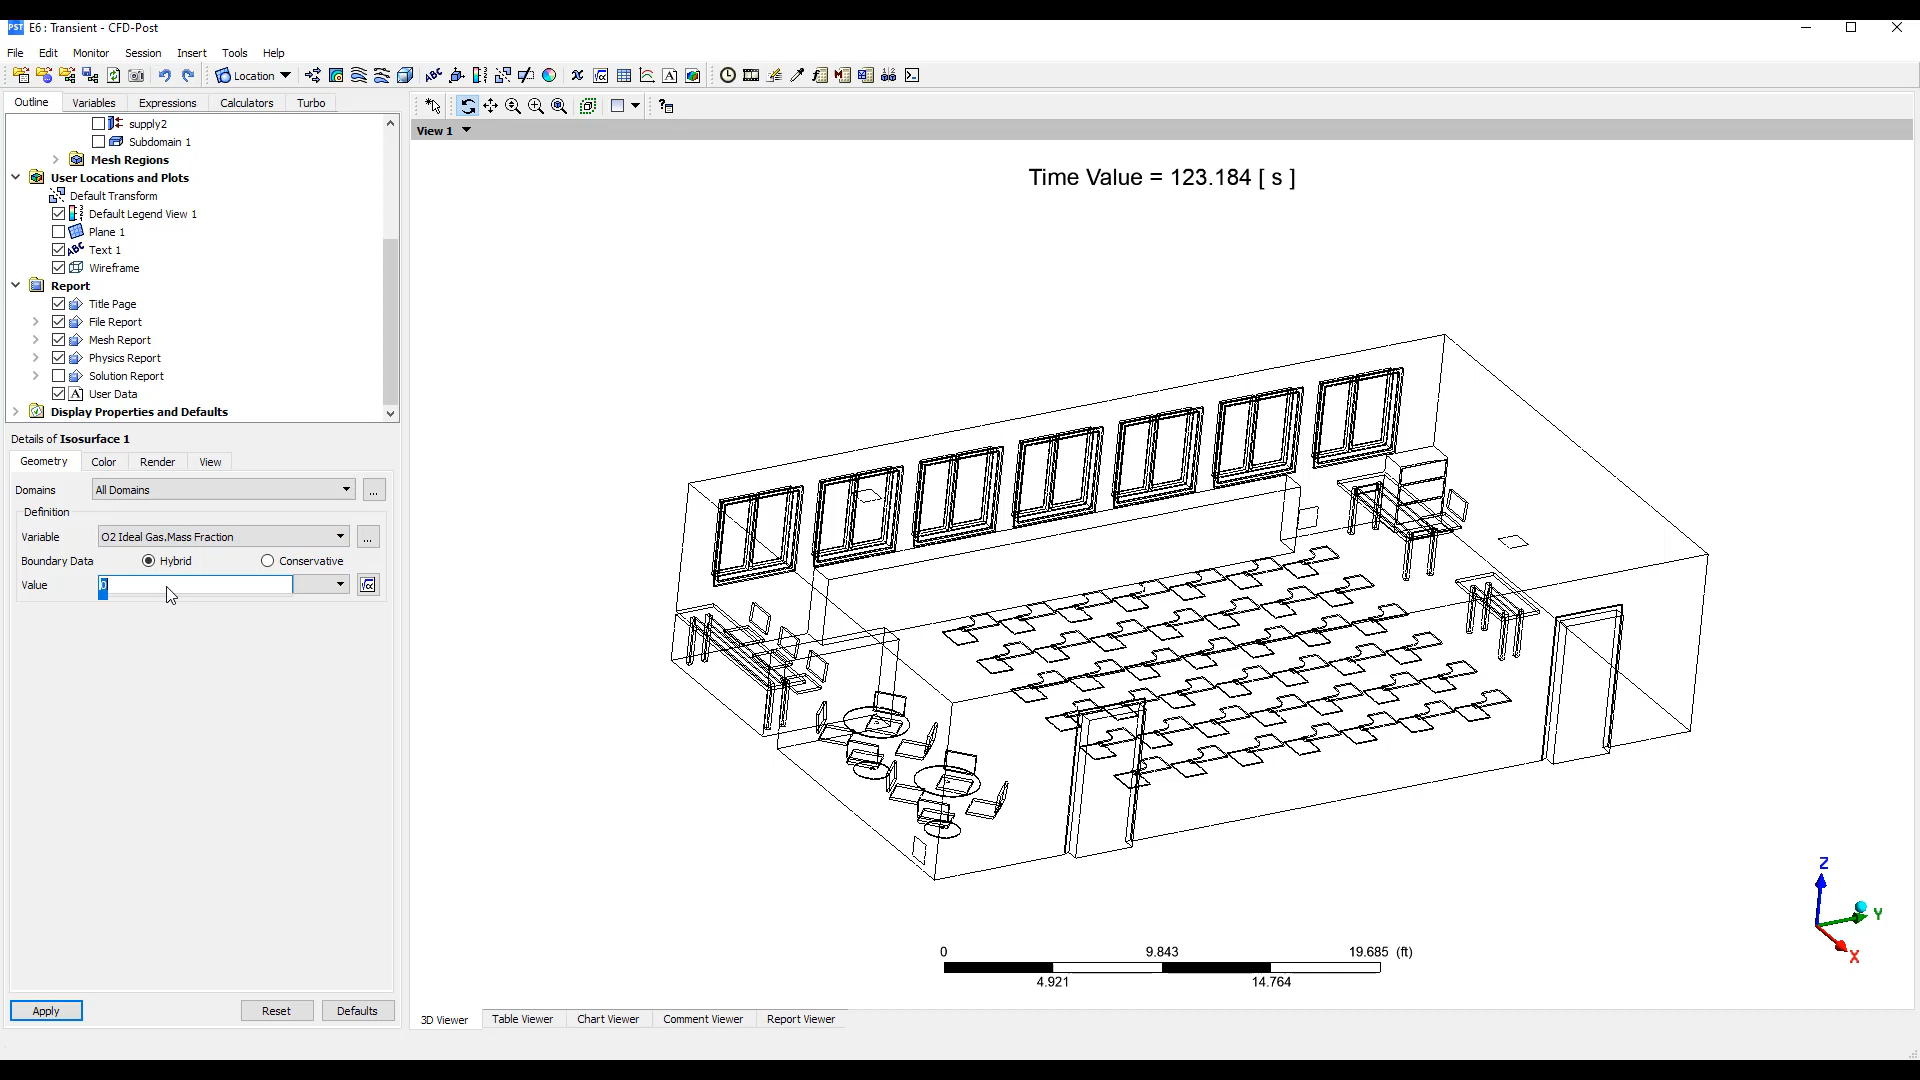 PST E6 : Transient - CFD-Post
File Edit Monitor Session Insert Tools Help
Location
Outline Variables Expressions Calculators Turbo
supply2
Subdomain 1
Mesh Regions
User Locations and Plots
Default Transform
Default Legend View 1
Plane 1
ABC Text 1
Wireframe
Report
Title Page
File Report
Mesh Report
Physics Report
Solution Report
A User Data
Display Properties and Defaults
Details of Isosurface 1
Geometry Color Render View
Domains All Domains ...
Definition
Variable O2 Ideal Gas.Mass Fraction ...
Boundary Data Hybrid Conservative
Value 0
Apply Reset Defaults
View 1
Time Value = 123.184 [ s ]
Z
Y
X
0 9.843 19.685 (ft)
4.921 14.764
3D Viewer Table Viewer Chart Viewer Comment Viewer Report Viewer